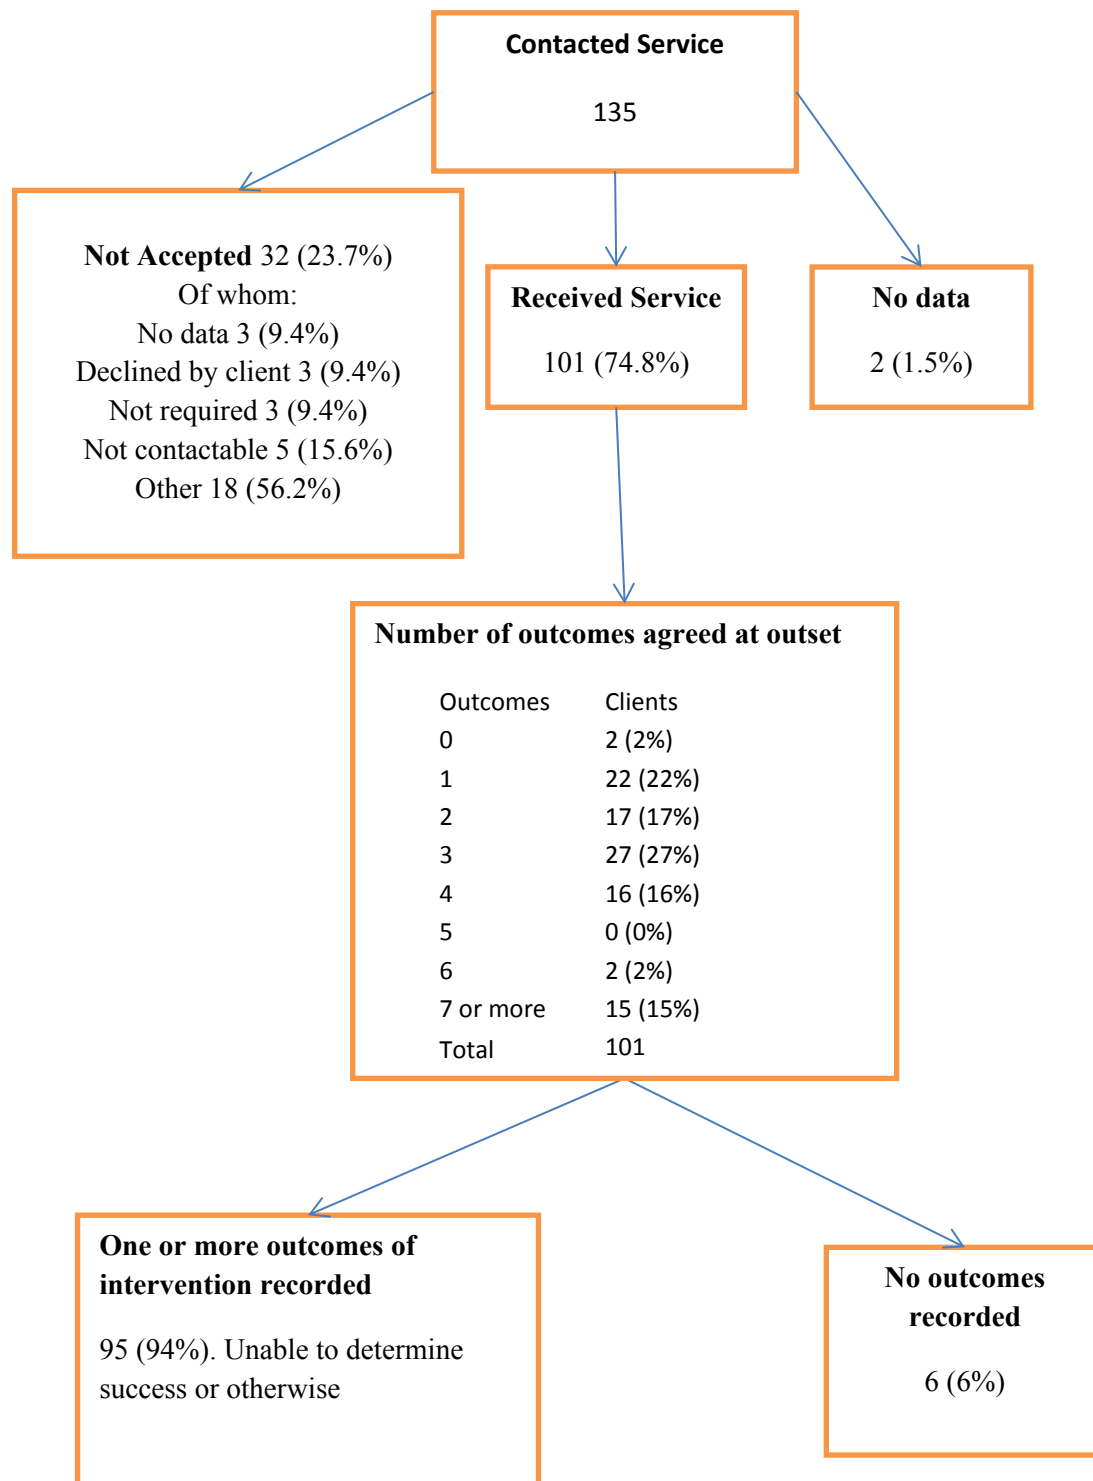 Contacted Service
135
Not Accepted 32 (23.7%)
Of whom:
No data 3 (9.4%)
Declined by client 3 (9.4%)
Not required 3 (9.4%)
Not contactable 5 (15.6%)
Other 18 (56.2%)
Received Service
101 (74.8%)
No data
2 (1.5%)
Number of outcomes agreed at outset
Outcomes Clients
0 2 (2%)
1 22 (22%)
2 17 (17%)
3 27 (27%)
4 16 (16%)
5 0 (0%)
6 2 (2%)
7 or more 15 (15%)
Total 101
One or more outcomes of
intervention recorded
95 (94%). Unable to determine
success or otherwise
No outcomes
recorded
6 (6%)